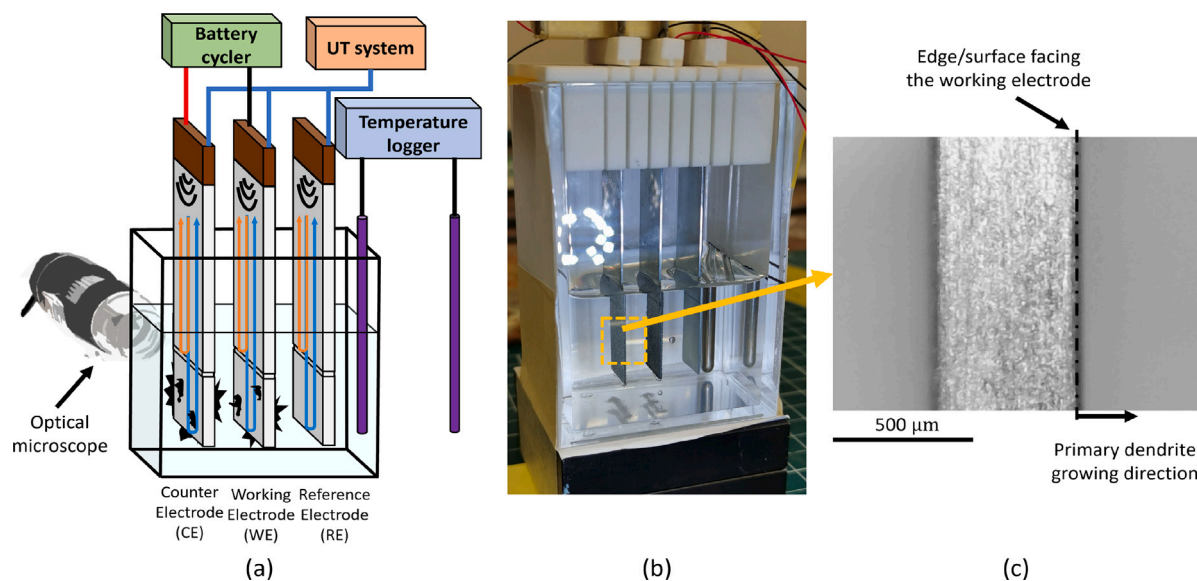 Battery
cycler
UT system
Temperature
logger
Optical
microscope
Counter
Electrode
(CE)
Working
Electrode
(WE)
Reference
Electrode
(RE)
(a)
(b)
Edge/surface facing
the working electrode
500 μm
Primary dendrite
growing direction
(c)